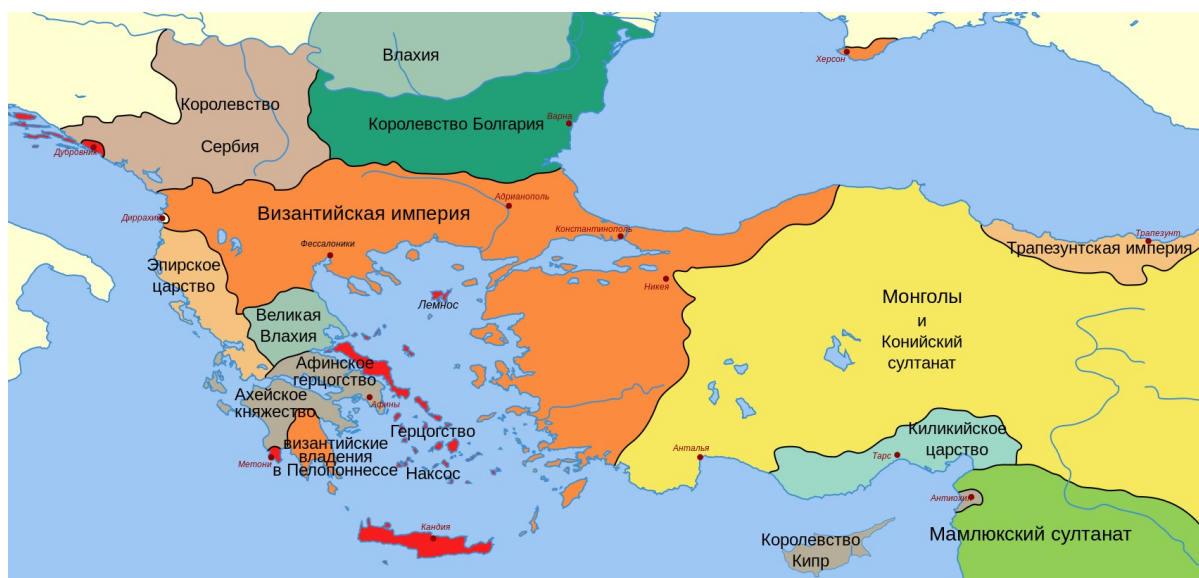 Влахия
Херсон
Королевство
Варна
Королевство Болгария
Сербия
Дубровник
Адрианополь
Византийская империя
Диррахий
Константинополь
Трапезунт
Фессалоники
Трапезунтская империя
Эпирское
царство
Никея
Монголы
и
Конийский
султанат
Лемнос
Великая
Влахия
Афинское
герцогство
Ахейское
княжество
Афины
Герцогство
Наксос
византийские
владения
в Пелопоннессе
Метони
Киликийское
царство
Анталья
Тарс
Антиохия
Кандия
Королевство
Кипр
Мамлюкский султанат